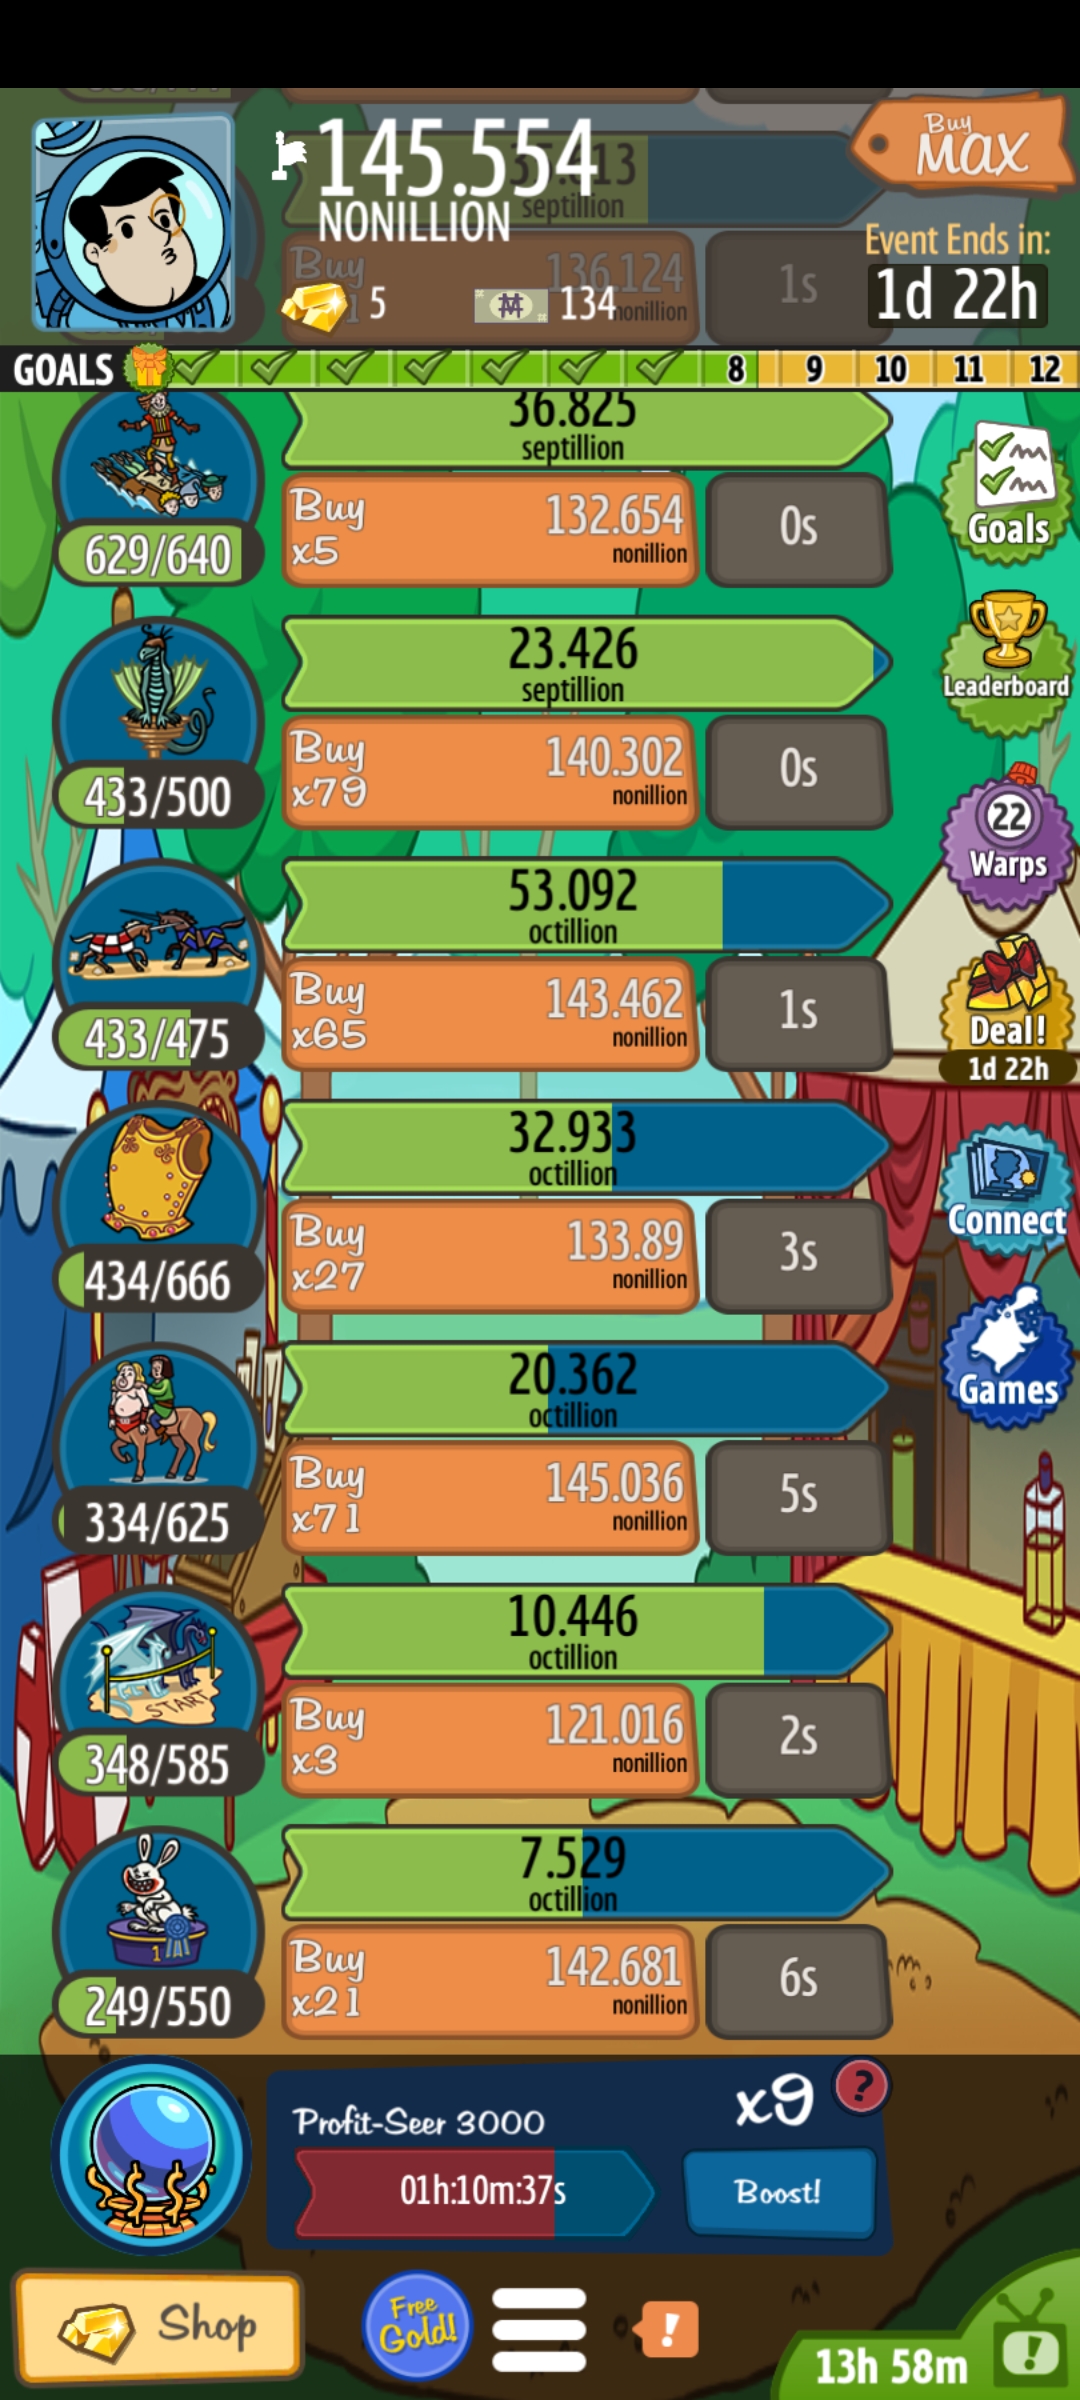 145.554
NONILLION
Buy
MAX
septillion
Buy
136.124
nonillion
1s
5
134
Event Ends in:
1d 22h
GOALS
8
9
10
11
12
36.825
septillion
629/640
Buy
x5
132.654
nonillion
0s
Goals
23.426
septillion
433/500
Buy
x79
140.302
nonillion
0s
Leaderboard
53.092
octillion
433/475
Buy
x65
143.462
nonillion
1s
22
Warps
Deal!
1d 22h
32.933
octillion
434/666
Buy
x27
133.89
nonillion
3s
Connect
20.362
octillion
334/625
Buy
x71
145.036
nonillion
5s
Games
10.446
octillion
START
348/585
Buy
x3
121.016
nonillion
2s
7.529
octillion
1
249/550
Buy
x21
142.681
nonillion
6s
Profit-Seer 3000
x9
?
01h:10m:37s
Boost!
Shop
Free
Gold!
!
13h 58m
!